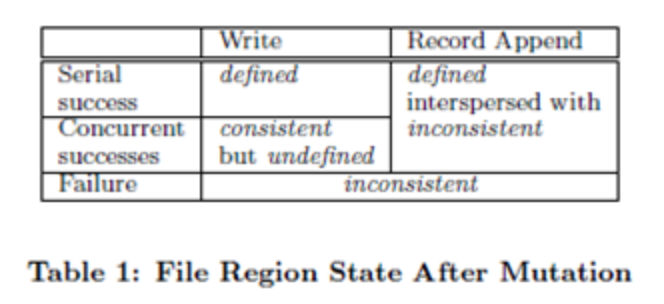 Write Record Append
Serial defined defined
success interspersed with
Concurrent consistent inconsistent
successes but undefined
Failure inconsistent
Table 1: File Region State After Mutation